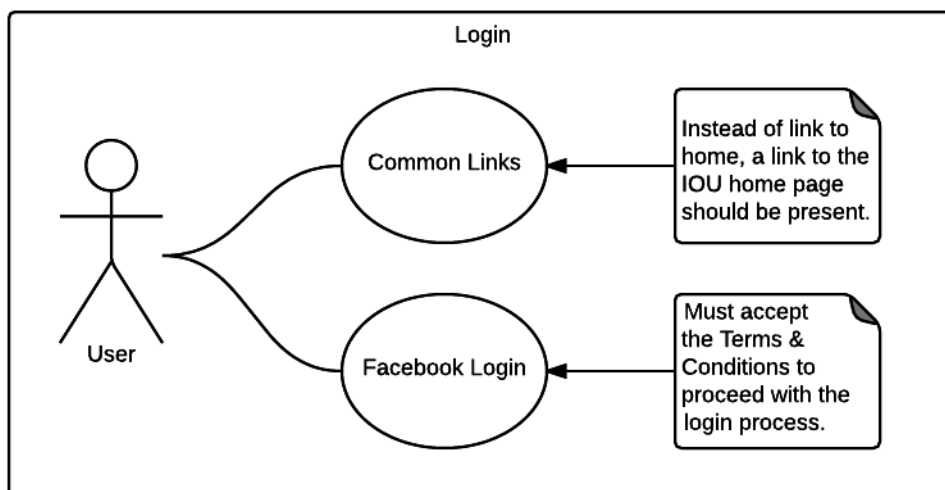 Login
Common Links
Instead of link to
home, a link to the
IOU home page
should be present.
User
Facebook Login
Must accept
the Terms &
Conditions to
proceed with the
login process.